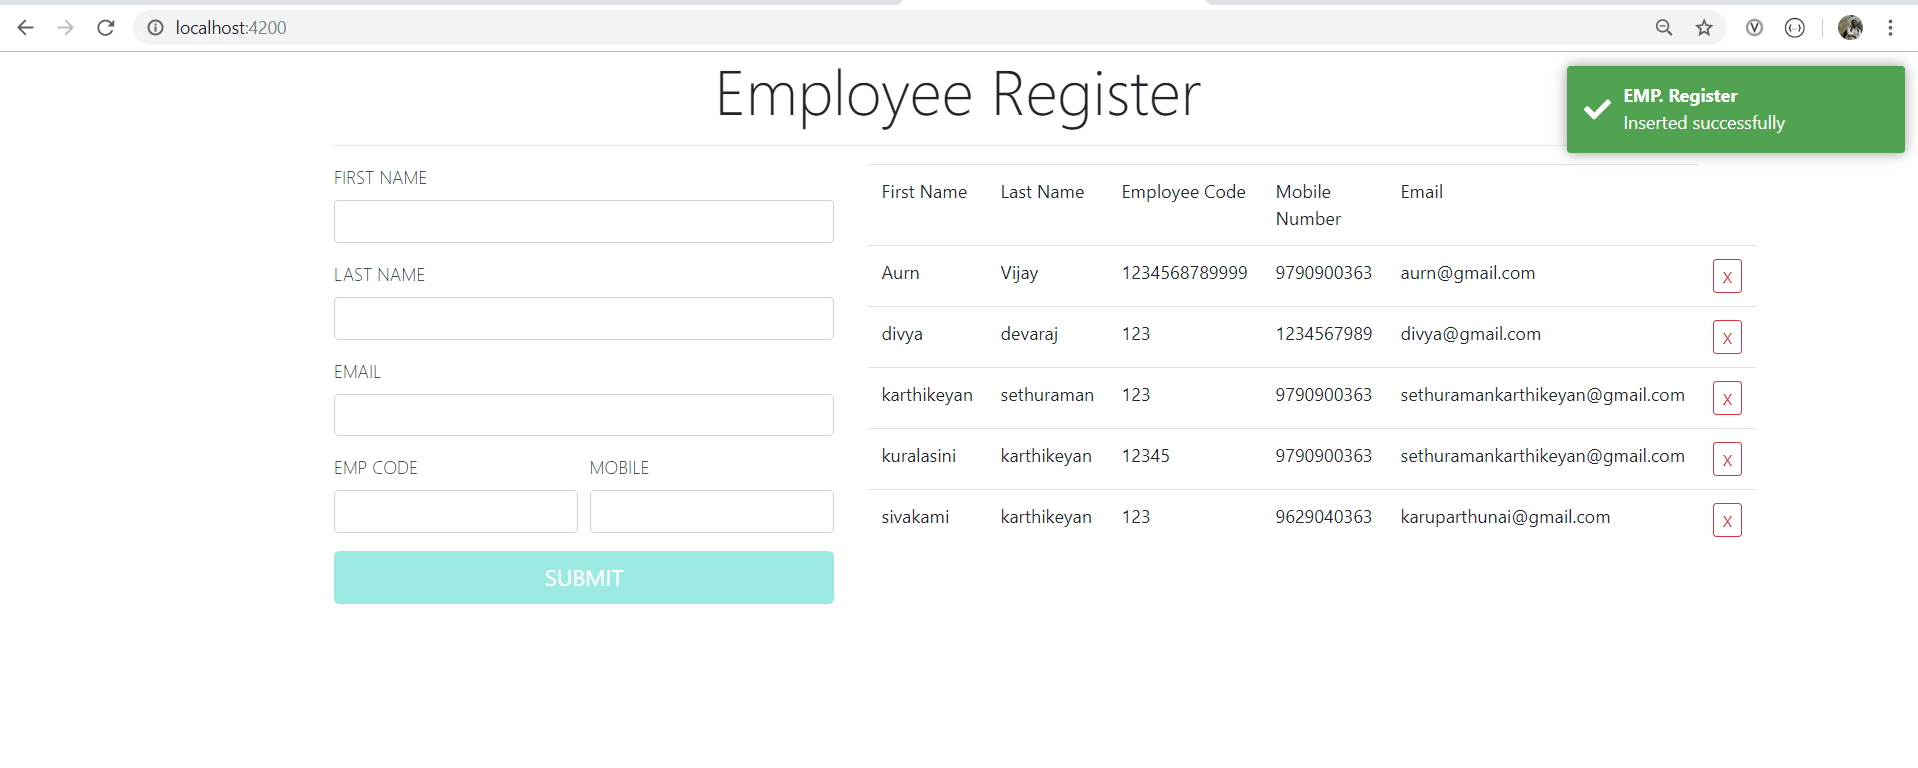 localhost:4200
Employee Register
EMP. Register
Inserted successfully
FIRST NAME
LAST NAME
EMAIL
EMP CODE MOBILE
SUBMIT
First Name Last Name Employee Code Mobile Number Email
Aurn Vijay 1234568789999 9790900363 aurn@gmail.com X
divya devaraj 123 1234567989 divya@gmail.com X
karthikeyan sethuraman 123 9790900363 sethuramankarthikeyan@gmail.com X
kuralasini karthikeyan 12345 9790900363 sethuramankarthikeyan@gmail.com X
sivakami karthikeyan 123 9629040363 karuparthunai@gmail.com X